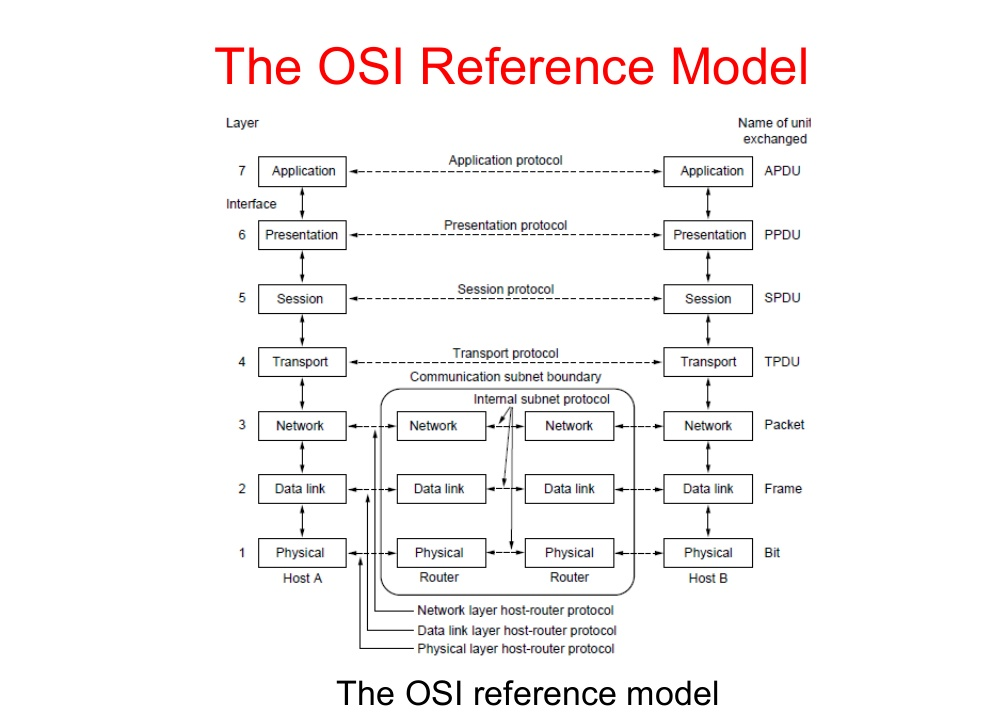 The OSI Reference Model
Layer
Name of unit
exchanged
7 Application Application protocol Application APDU
Interface
6 Presentation Presentation protocol Presentation PPDU
5 Session Session protocol Session SPDU
4 Transport Transport protocol Transport TPDU
Communication subnet boundary
Internal subnet protocol
3 Network Network Network Network Packet
2 Data link Data link Data link Data link Frame
1 Physical Physical Physical Physical Bit
Host A Router Router Host B
Network layer host-router protocol
Data link layer host-router protocol
Physical layer host-router protocol
The OSI reference model